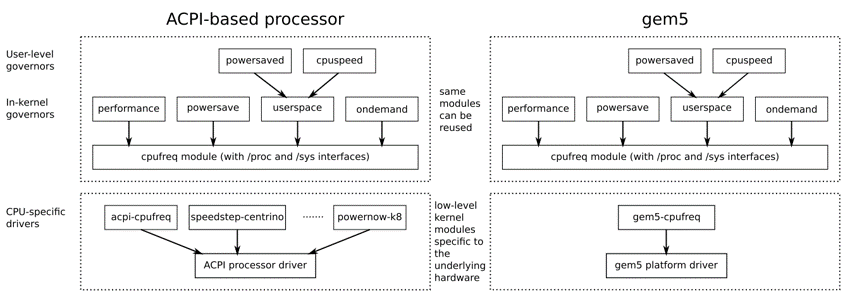 ACPI-based processor
gem5
User-level
governors
powersaved
cpuspeed
powersaved
cpuspeed
In-kernel
governors
performance
powersave
userspace
ondemand
same
modules
can be
reused
performance
powersave
userspace
ondemand
cpufreq module (with /proc and /sys interfaces)
cpufreq module (with /proc and /sys interfaces)
CPU-specific
drivers
acpi-cpufreq
speedstep-centrino
.......
powernow-k8
low-level
kernel
modules
specific to
the
underlying
hardware
gem5-cpufreq
ACPI processor driver
gem5 platform driver